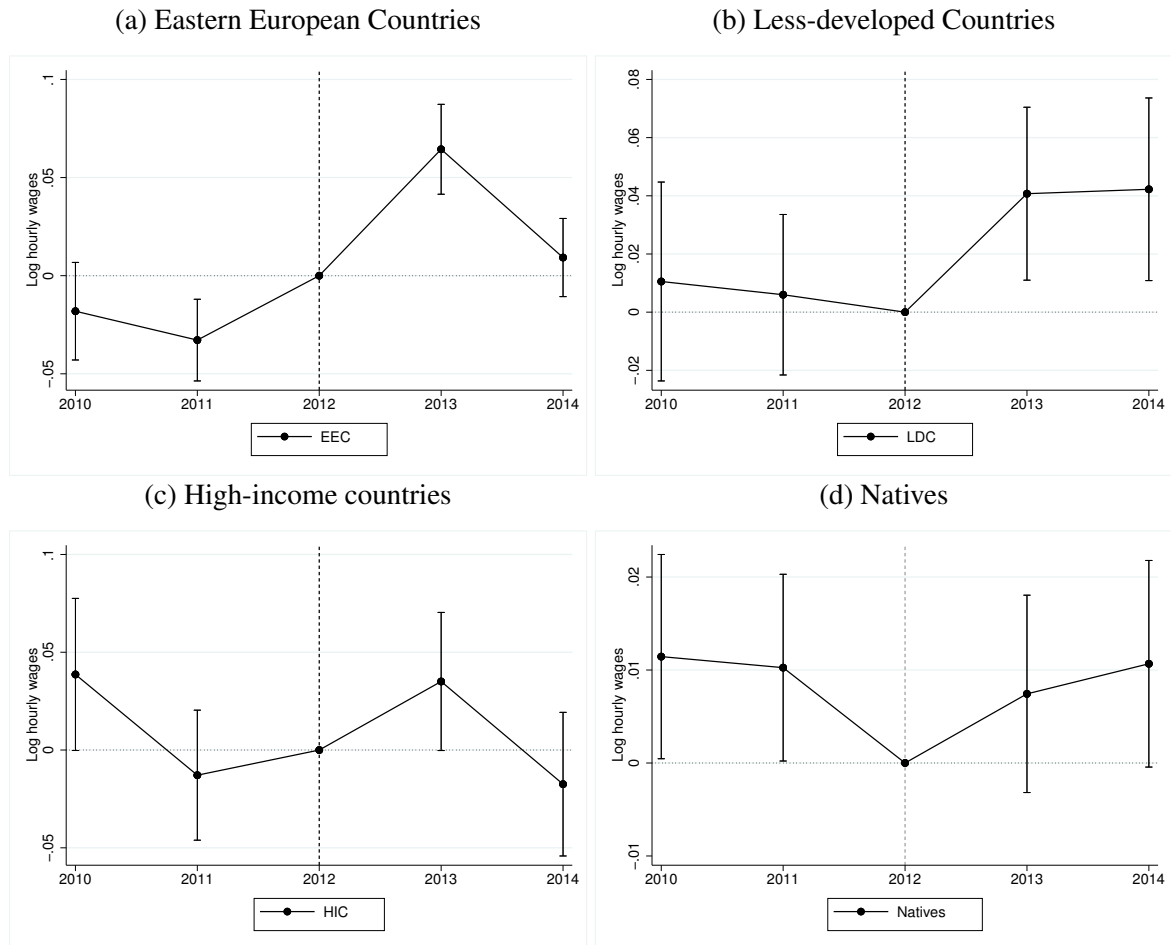 (a) Eastern European Countries
Log hourly wages
.1
.05
0
-.05
2010 2011 2012 2013 2014
EEC
(b) Less-developed Countries
Log hourly wages
.08
.06
.04
.02
0
-.02
2010 2011 2012 2013 2014
LDC
(c) High-income countries
Log hourly wages
.1
.05
0
-.05
2010 2011 2012 2013 2014
HIC
(d) Natives
Log hourly wages
.02
.01
0
-.01
2010 2011 2012 2013 2014
Natives